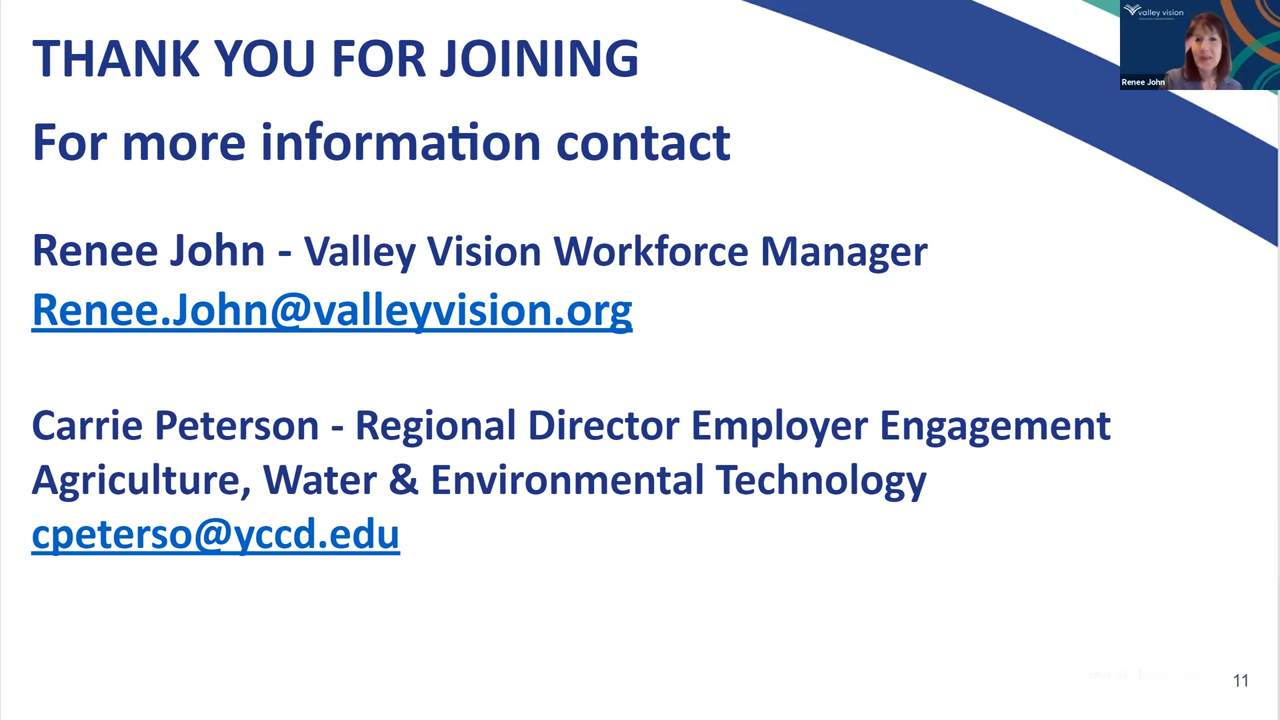 THANK YOU FOR JOINING
For more information contact
Renee John - Valley Vision Workforce Manager
Renee.John@valleyvision.org
Carrie Peterson - Regional Director Employer Engagement
Agriculture, Water & Environmental Technology
cpeterso@yccd.edu
valley vision
Renee John
11